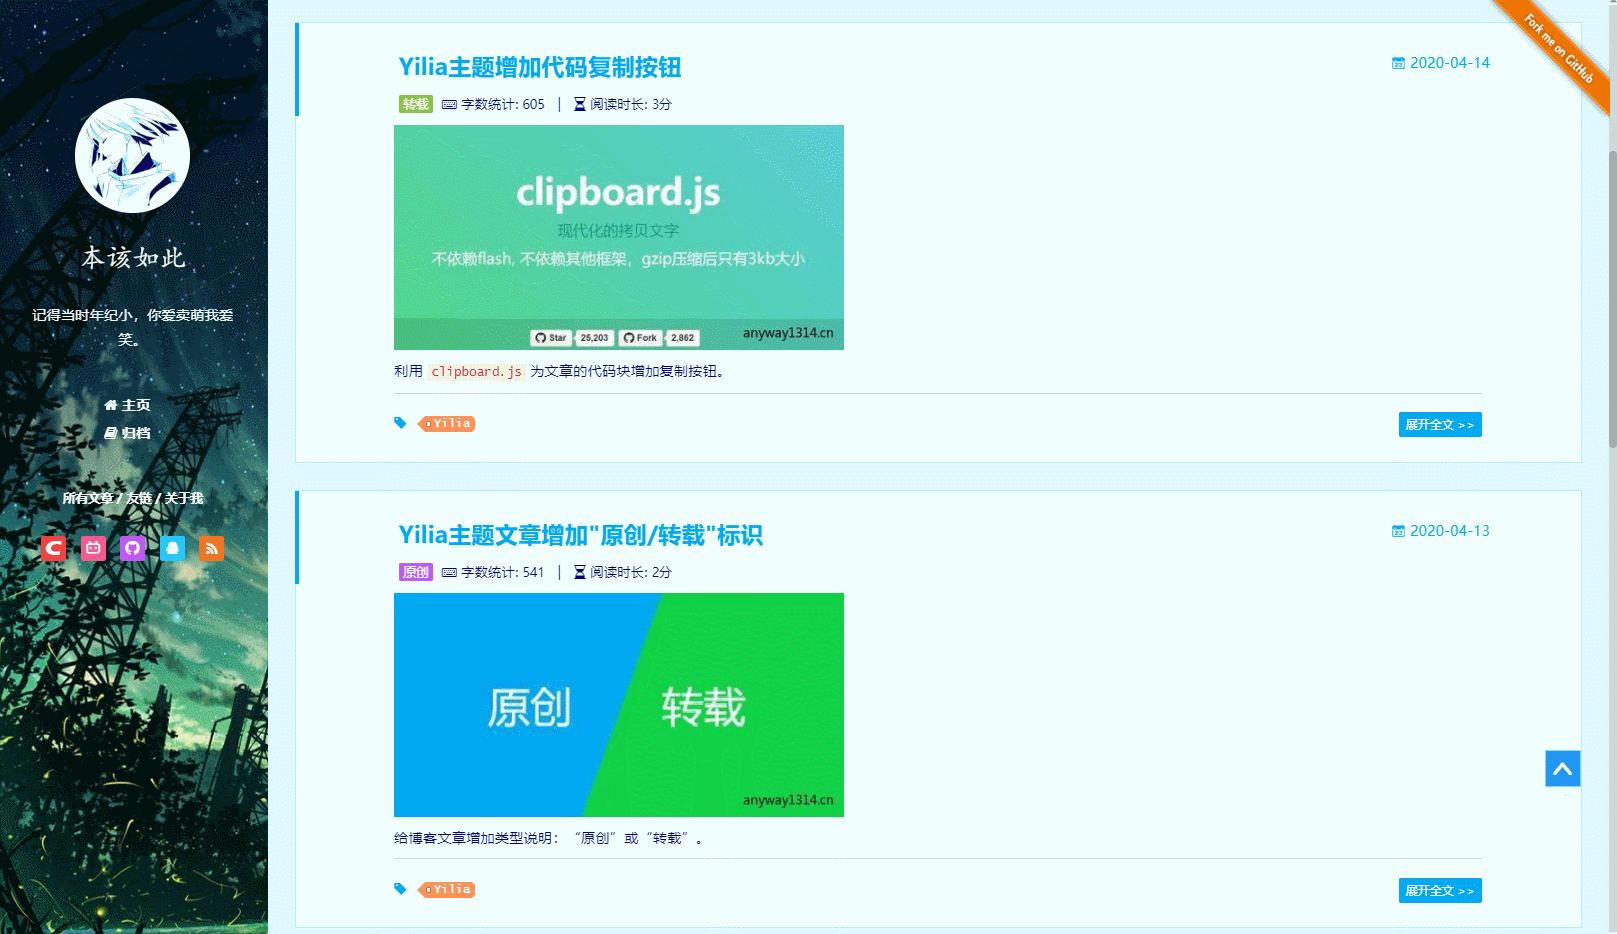 本该如此
记得当时年纪小，你爱卖萌我爱
笑。
主页
归档
所有文章 / 友链 / 关于我
Fork me on GitHub
Yilia主题增加代码复制按钮
2020-04-14
转载 字数统计: 605 | 阅读时长: 3分
clipboard.js
现代化的拷贝文字
不依赖flash, 不依赖其他框架，gzip压缩后只有3kb大小
Star 25,203 Fork 2,862
anyway1314.cn
利用 clipboard.js 为文章的代码块增加复制按钮。
Yilia
展开全文 >>
Yilia主题文章增加"原创/转载"标识
2020-04-13
原创 字数统计: 541 | 阅读时长: 2分
原创 转载
anyway1314.cn
给博客文章增加类型说明：“原创”或“转载”。
Yilia
展开全文 >>